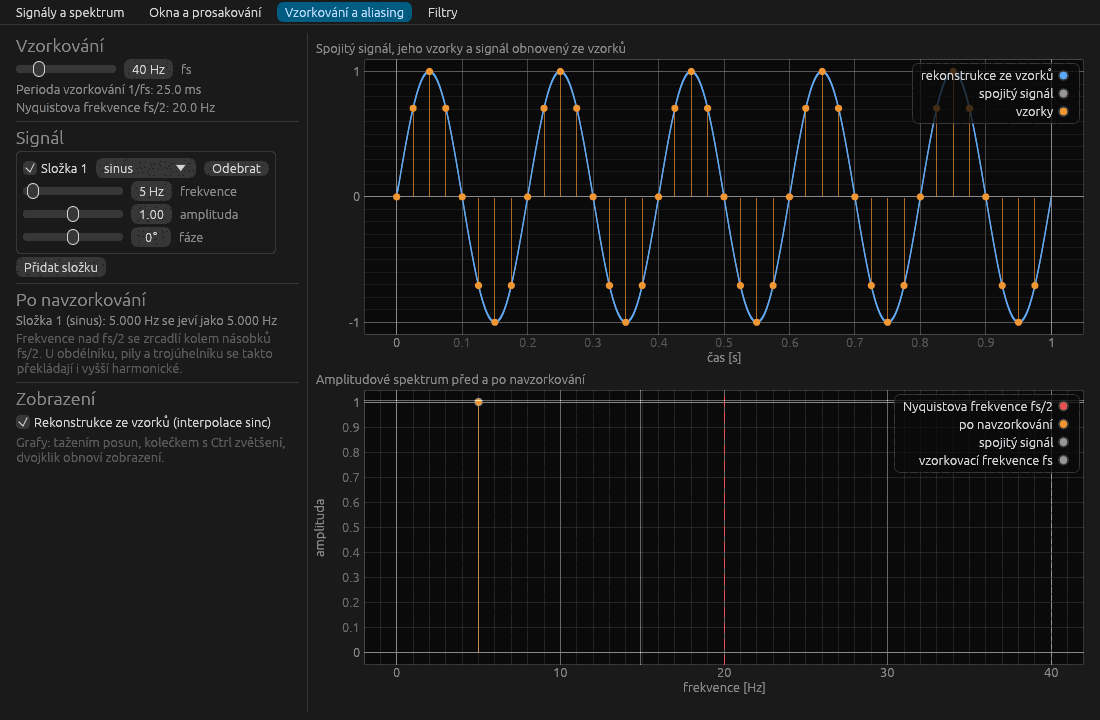 Signály a spektrum
Okna a prosakování
Vzorkování a aliasing
Filtry
Vzorkování
40 Hz fs
Perioda vzorkování 1/fs: 25.0 ms
Nyquistova frekvence fs/2: 20.0 Hz
Signál
Složka 1 sinus Odebrat
5 Hz frekvence
1.00 amplituda
0° fáze
Přidat složku
Po navzorkování
Složka 1 (sinus): 5.000 Hz se jeví jako 5.000 Hz
Frekvence nad fs/2 se zrcadlí kolem násobků
fs/2. U obdélníku, pily a trojúhelníku se takto
překládají i vyšší harmonické.
Zobrazení
Rekonstrukce ze vzorků (interpolace sinc)
Grafy: tažením posun, kolečkem s Ctrl zvětšení,
dvojklik obnoví zobrazení.
Spojitý signál, jeho vzorky a signál obnovený ze vzorků
rekonstrukce ze vzorků
spojitý signál
vzorky
1
0
-1
0 0.1 0.2 0.3 0.4 0.5 0.6 0.7 0.8 0.9 1
čas [s]
Amplitudové spektrum před a po navzorkování
Nyquistova frekvence fs/2
po navzorkování
spojitý signál
vzorkovací frekvence fs
amplituda
1
0.9
0.8
0.7
0.6
0.5
0.4
0.3
0.2
0.1
0
0 10 20 30 40
frekvence [Hz]